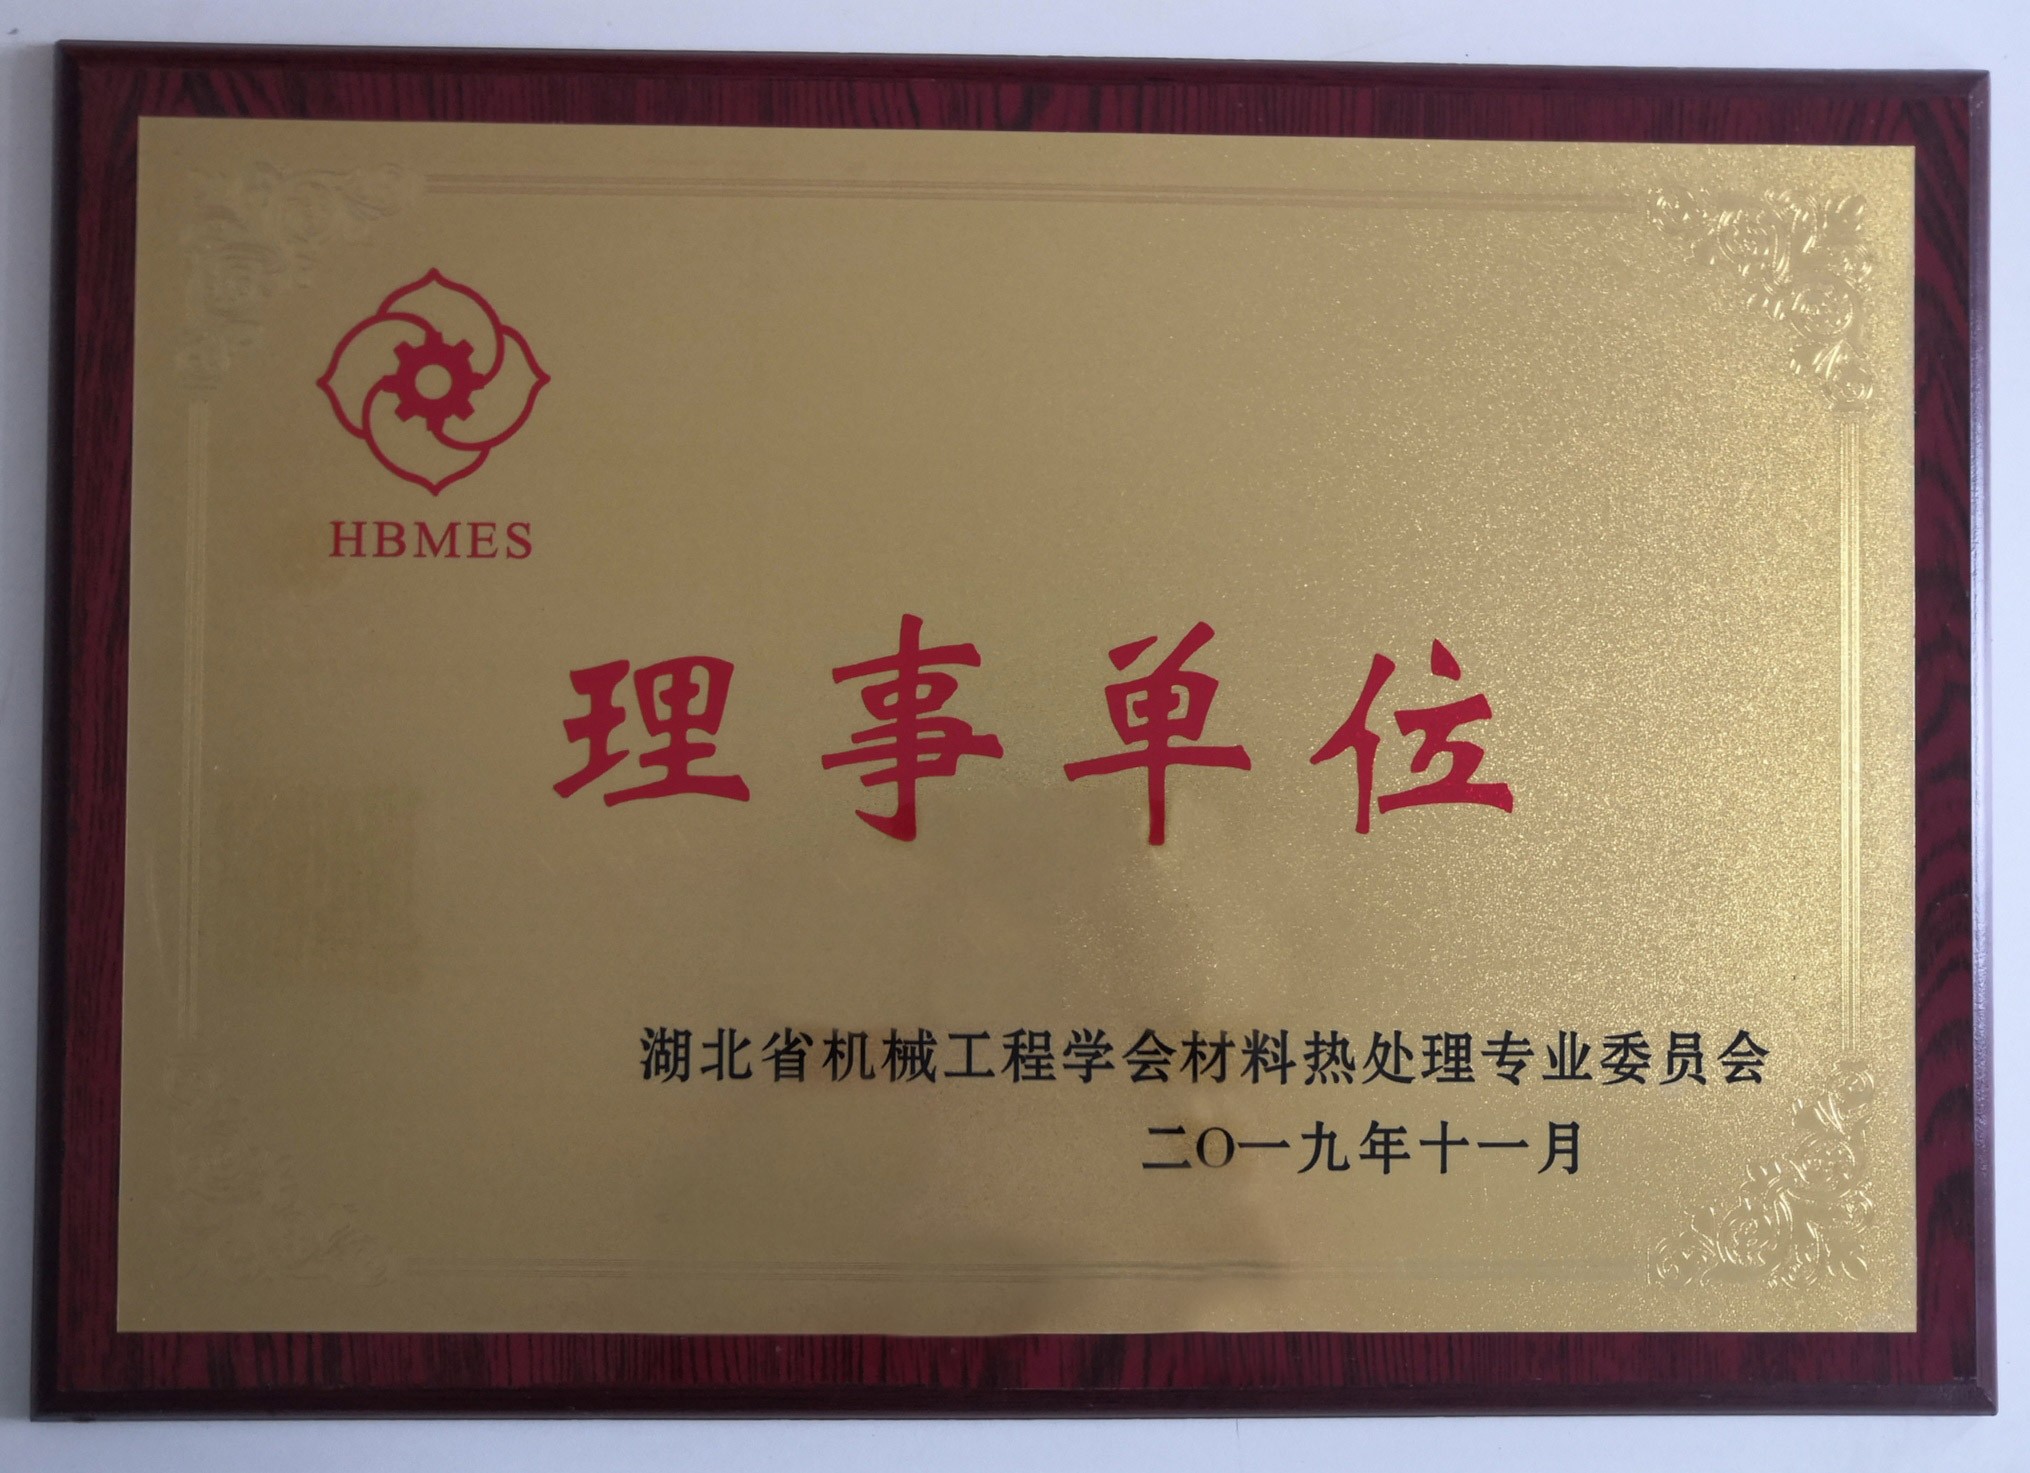 HBMES
理事单位
湖北省机械工程学会材料热处理专业委员会
二〇一九年十一月